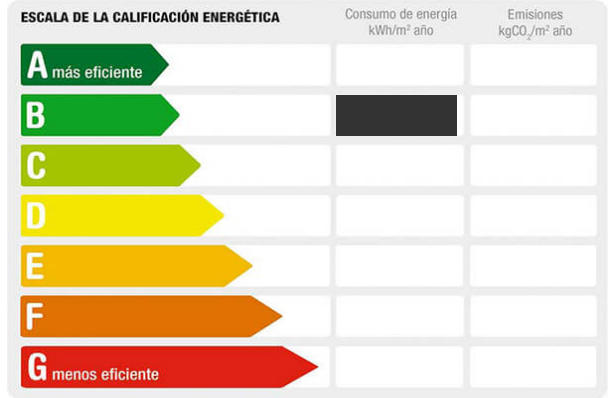 ESCALA DE LA CALIFICACIÓN ENERGÉTICA
Consumo de energía
kWh/m² año
Emisiones
kgCO₂/m² año
A más eficiente
B
C
D
E
F
G menos eficiente